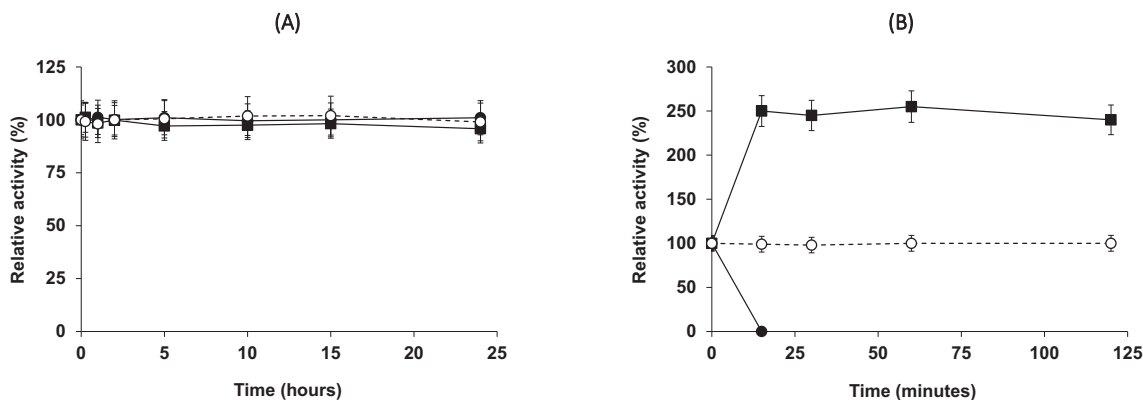 (A)
125
100
75
50
25
0
Relative activity (%)
0 5 10 15 20 25
Time (hours)
(B)
300
250
200
150
100
50
0
Relative activity (%)
0 25 50 75 100 125
Time (minutes)